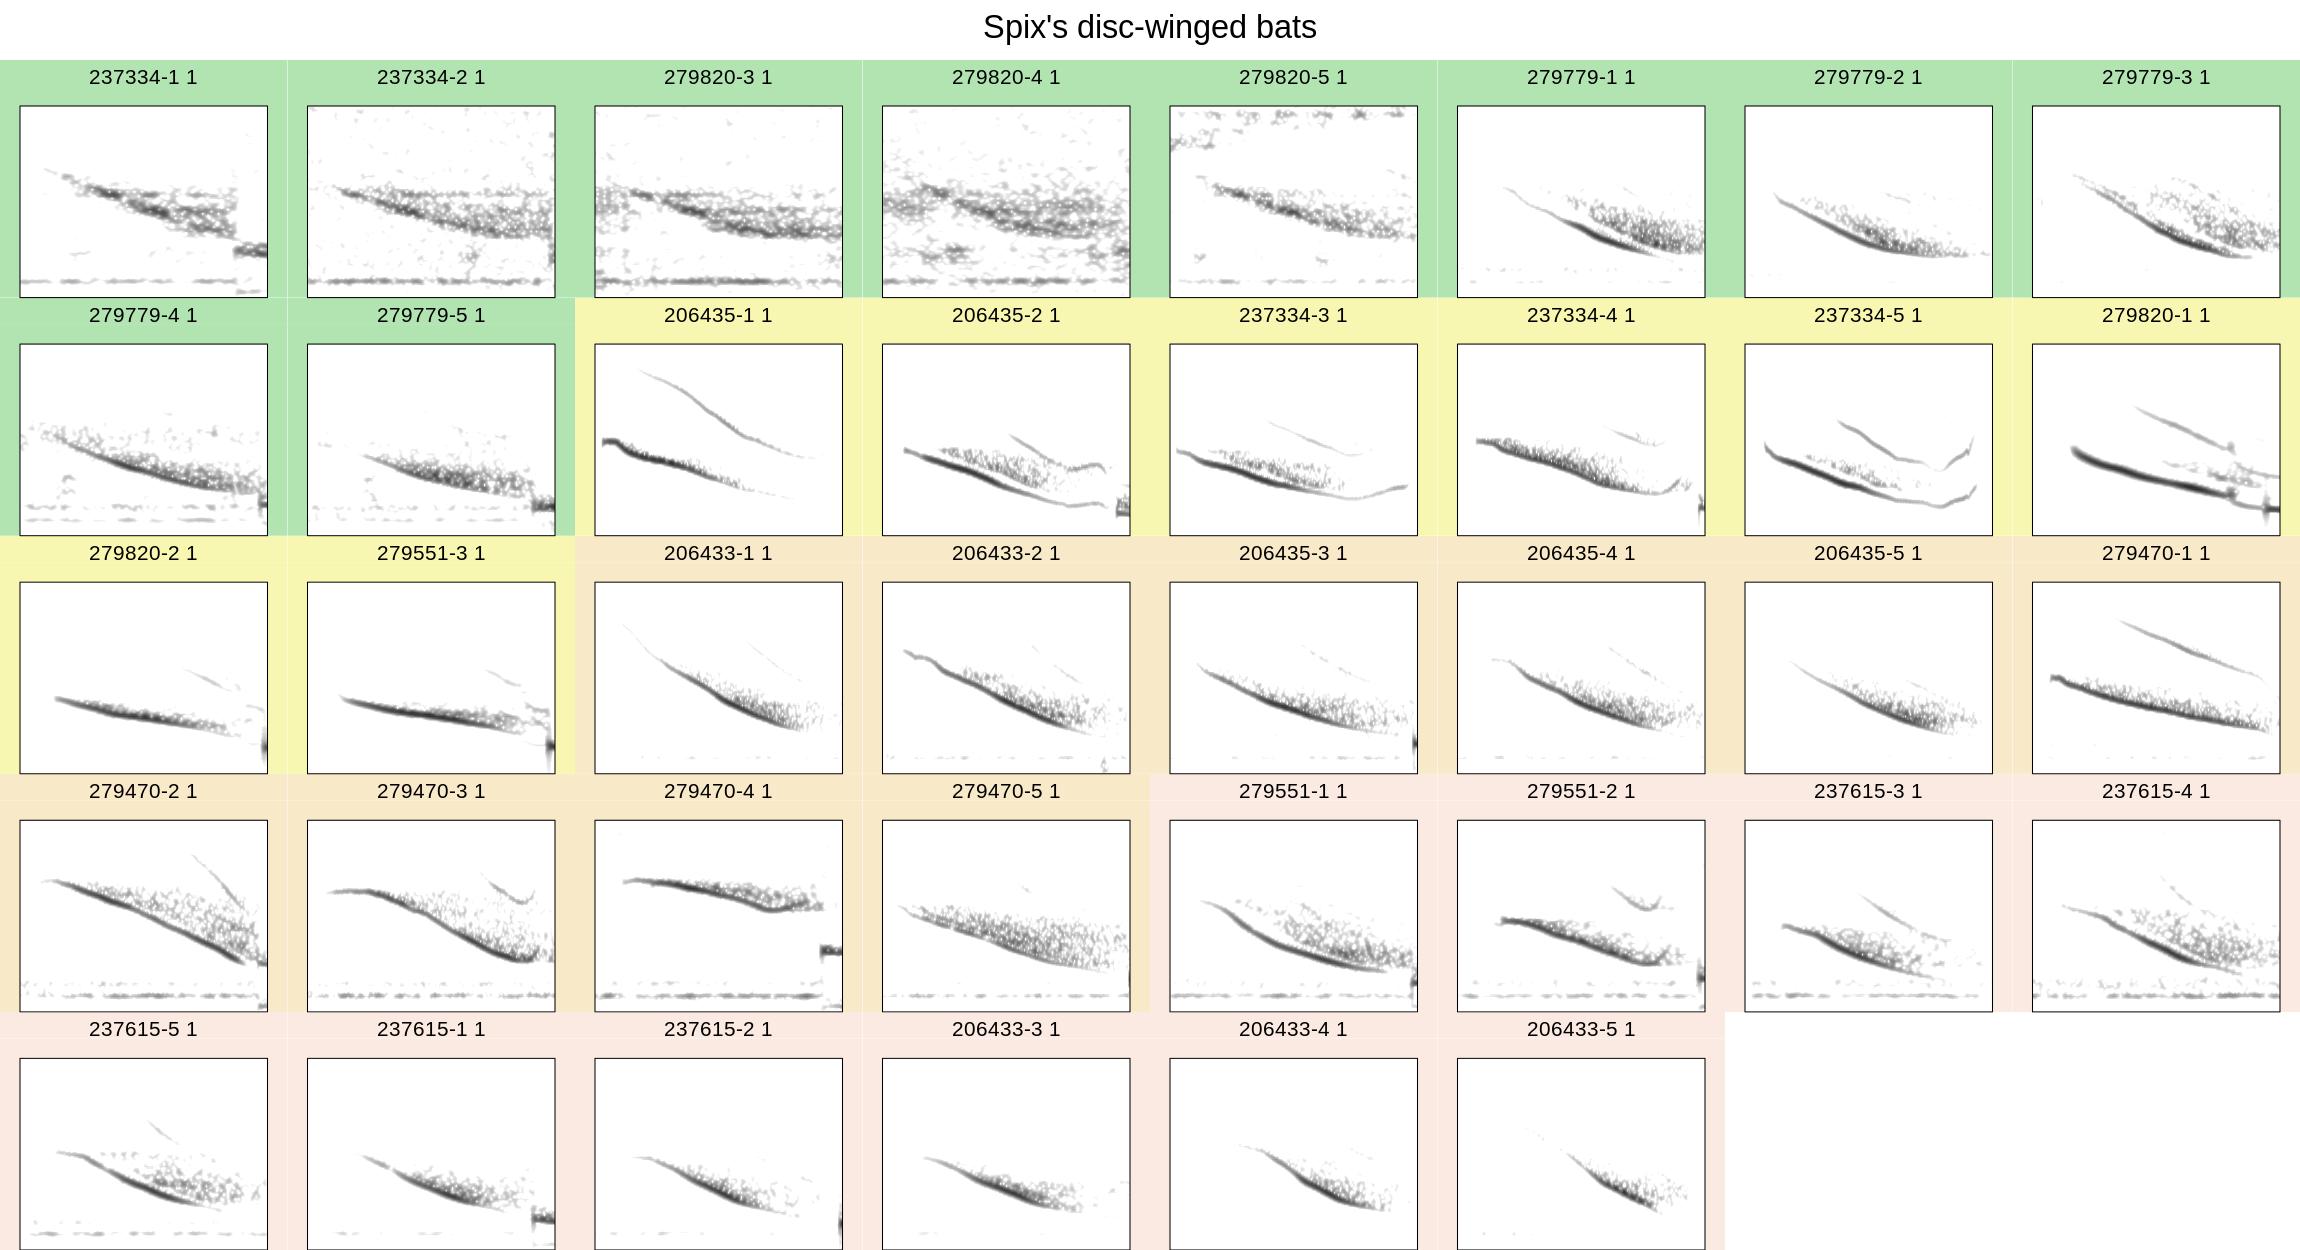 Spix's disc-winged bats
237334-1 1 237334-2 1 279820-3 1 279820-4 1 279820-5 1 279779-1 1 279779-2 1 279779-3 1
279779-4 1 279779-5 1 206435-1 1 206435-2 1 237334-3 1 237334-4 1 237334-5 1 279820-1 1
279820-2 1 279551-3 1 206433-1 1 206433-2 1 206435-3 1 206435-4 1 206435-5 1 279470-1 1
279470-2 1 279470-3 1 279470-4 1 279470-5 1 279551-1 1 279551-2 1 237615-3 1 237615-4 1
237615-5 1 237615-1 1 237615-2 1 206433-3 1 206433-4 1 206433-5 1